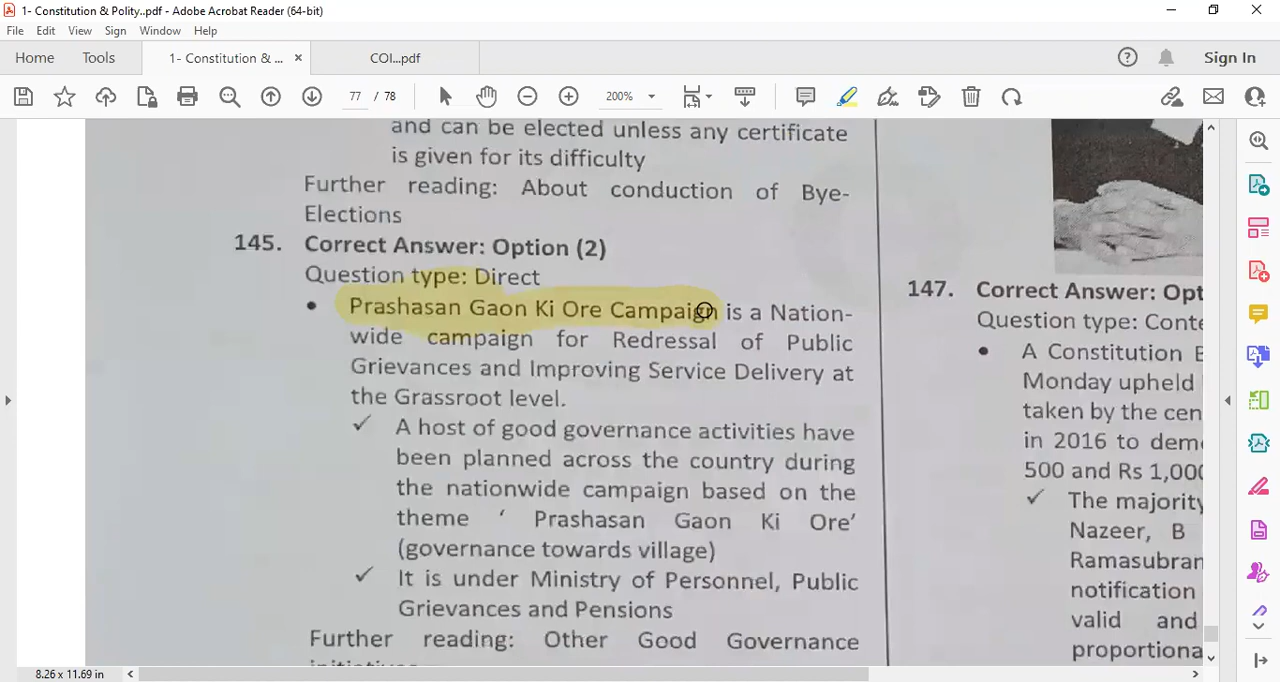 1- Constitution & Polity..pdf - Adobe Acrobat Reader (64-bit)
File Edit View Sign Window Help
Home Tools 1- Constitution & ... × COI...pdf Sign In
77 / 78 200%
and can be elected unless any certificate
is given for its difficulty
Further reading: About conduction of Bye-
Elections
145. Correct Answer: Option (2)
Question type: Direct
• Prashasan Gaon Ki Ore Campaign is a Nation-
wide campaign for Redressal of Public
Grievances and Improving Service Delivery at
the Grassroot level.
✓ A host of good governance activities have
been planned across the country during
the nationwide campaign based on the
theme ‘ Prashasan Gaon Ki Ore’
(governance towards village)
✓ It is under Ministry of Personnel, Public
Grievances and Pensions
Further reading: Other Good Governance
147. Correct Answer: Opt
Question type: Conte
• A Constitution
Monday upheld
taken by the cen
in 2016 to dem
500 and Rs 1,000
✓ The majority
Nazeer, B
Ramasubran
notification
valid and
proportiona
8.26 x 11.69 in